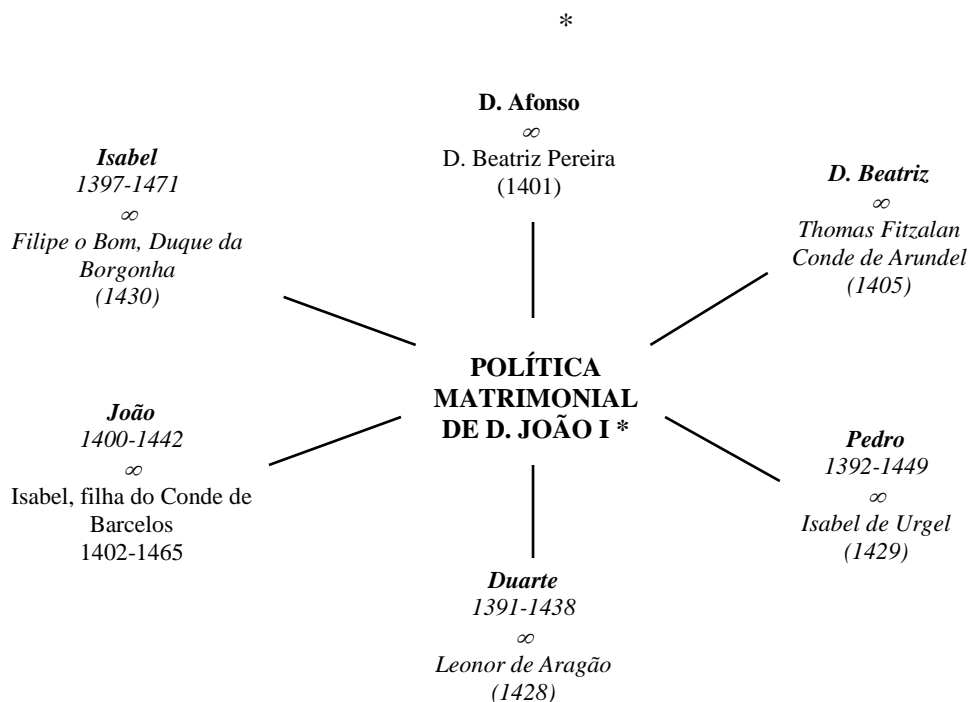 *
D. Afonso
∞
D. Beatriz Pereira
(1401)
Isabel
1397-1471
∞
Filipe o Bom, Duque da
Borgonha
(1430)
D. Beatriz
∞
Thomas Fitzalan
Conde de Arundel
(1405)
POLÍTICA
MATRIMONIAL
DE D. JOÃO I *
João
1400-1442
∞
Isabel, filha do Conde de
Barcelos
1402-1465
Pedro
1392-1449
∞
Isabel de Urgel
(1429)
Duarte
1391-1438
∞
Leonor de Aragão
(1428)